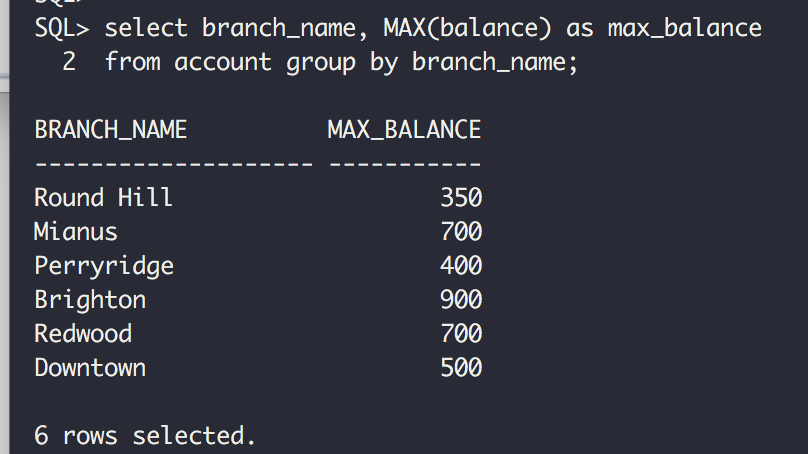 SQL>
SQL> select branch_name, MAX(balance) as max_balance
  2  from account group by branch_name;
BRANCH_NAME          MAX_BALANCE
-------------------- -----------
Round Hill                   350
Mianus                       700
Perryridge                   400
Brighton                     900
Redwood                      700
Downtown                     500
6 rows selected.